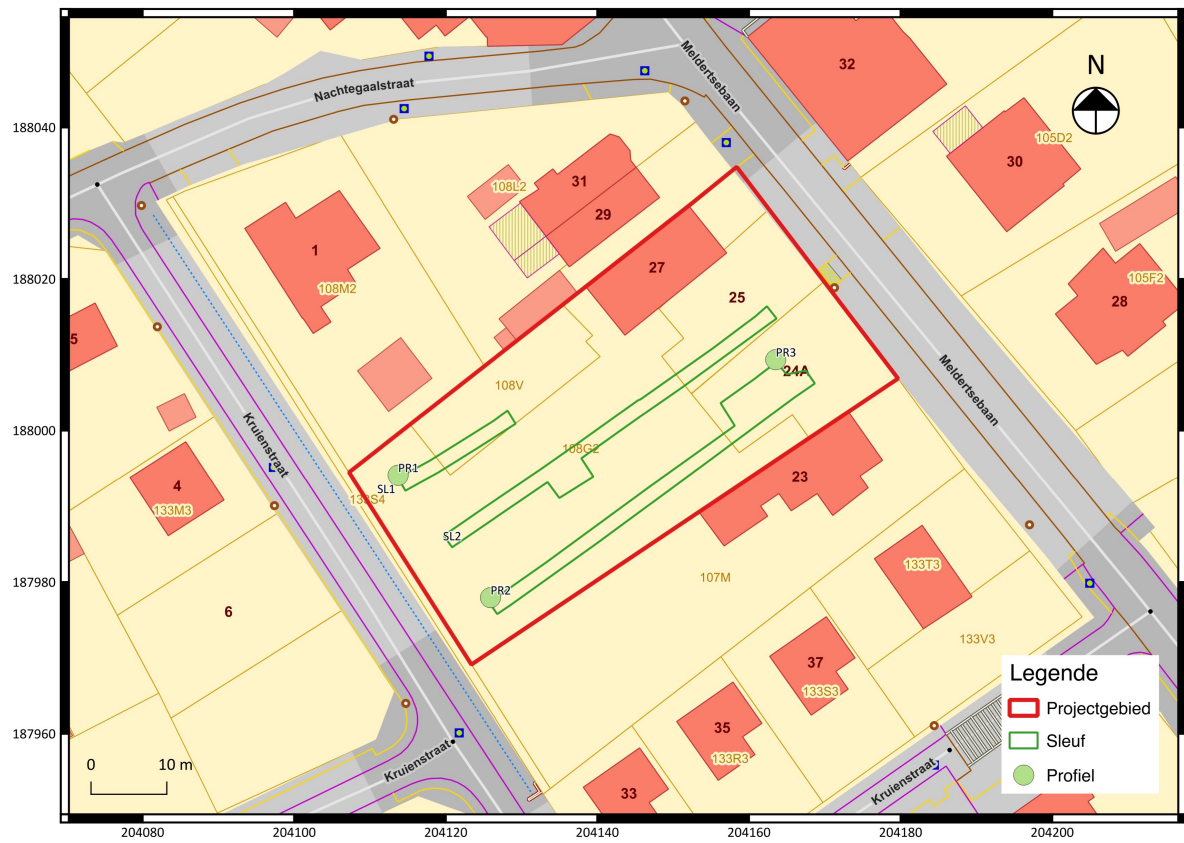 N
Nachtegaalstraat
Meldertsebaan
32
30
105D2
188040
31
108L2
29
1
108M2
27
25
28
105F2
188020
5
PR3
24A
108V
Meldertsebaan
Kruienstraat
188000
108G2
PR1
SL1
133S4
4
133M3
23
SL2
PR2
107M
133T3
187980
6
37
133S3
133V3
Legende
Projectgebied
Sleuf
Profiel
35
133R3
187960
0 10 m
Kruienstraat
Kruienstraat
33
204080 204100 204120 204140 204160 204180 204200